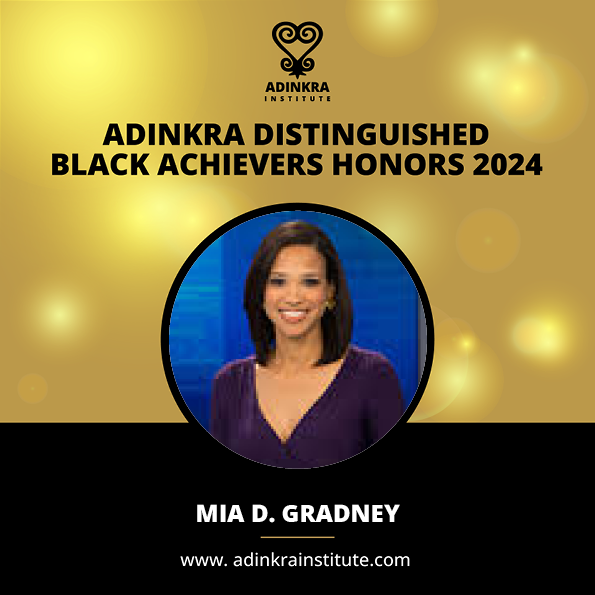 ADINKRA
INSTITUTE
ADINKRA DISTINGUISHED
BLACK ACHIEVERS HONORS 2024
MIA D. GRADNEY
www. adinkrainstitute.com